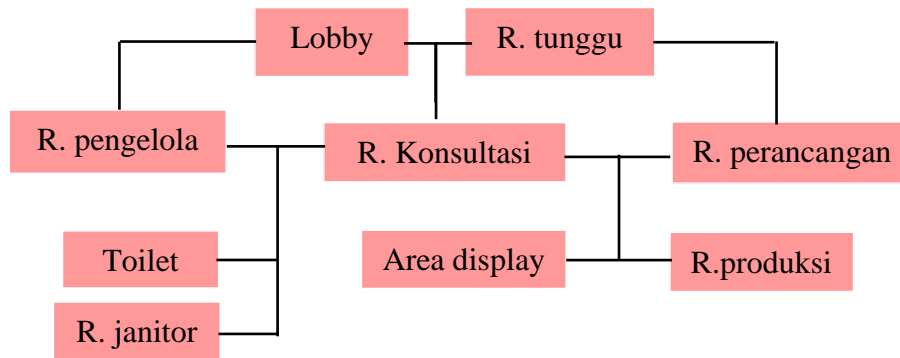 Lobby
R. tunggu
R. pengelola
R. Konsultasi
R. perancangan
Toilet
Area display
R.produksi
R. janitor